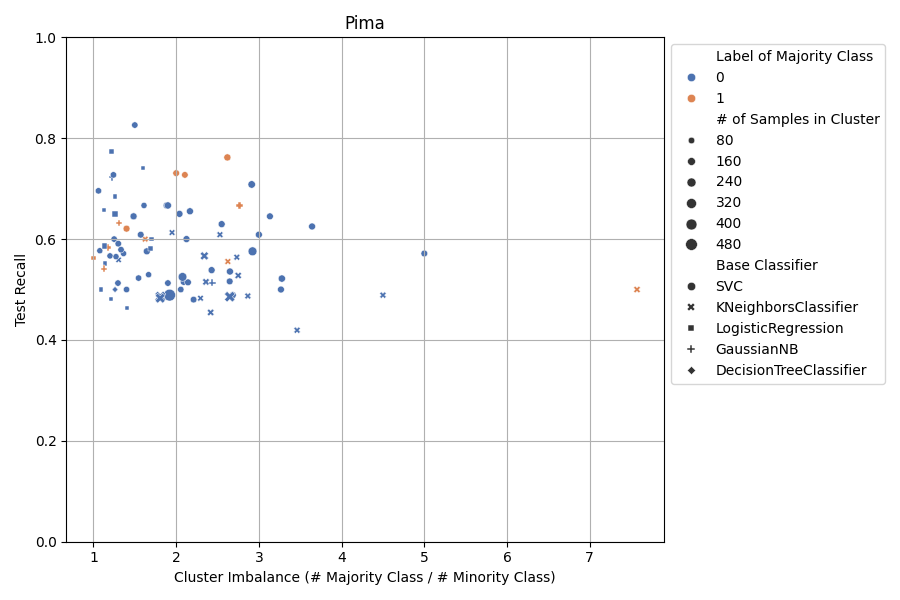 Pima
1.0
0.8
0.6
0.4
0.2
0.0
Test Recall
1 2 3 4 5 6 7
Cluster Imbalance (# Majority Class / # Minority Class)
Label of Majority Class
0
1
# of Samples in Cluster
80
160
240
320
400
480
Base Classifier
SVC
KNeighborsClassifier
LogisticRegression
GaussianNB
DecisionTreeClassifier